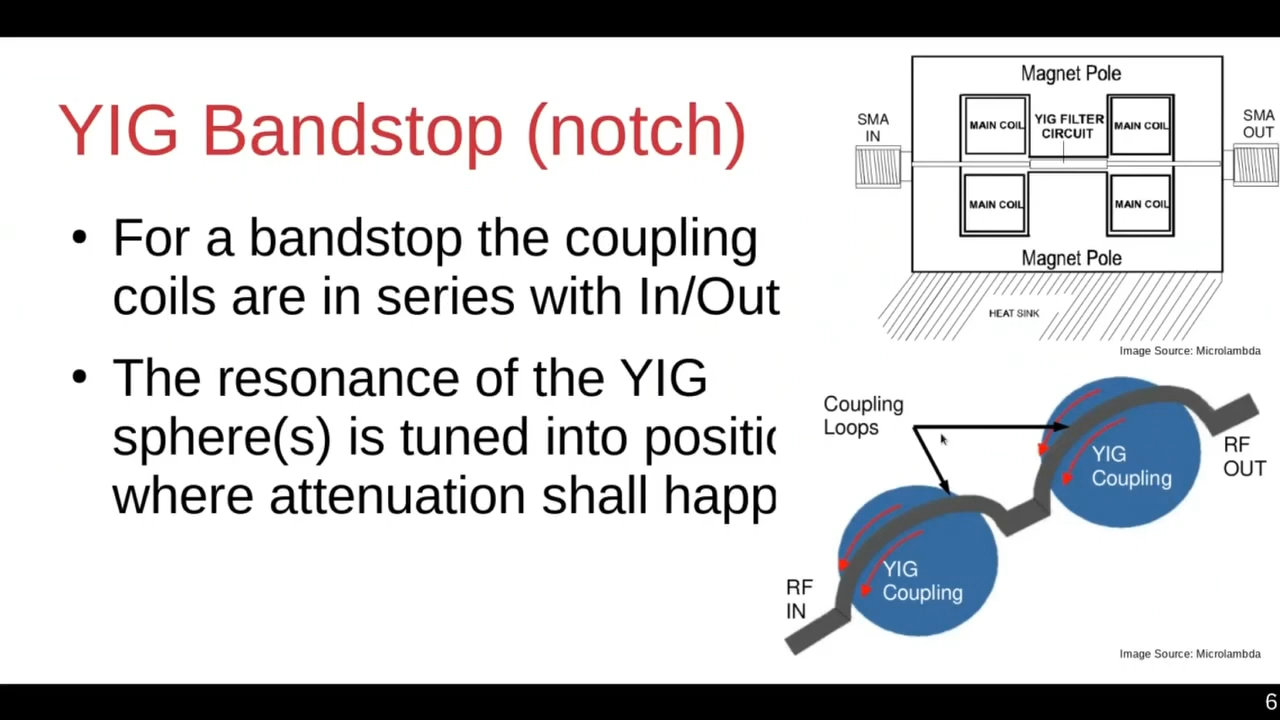 YIG Bandstop (notch)
• For a bandstop the coupling
coils are in series with In/Out
• The resonance of the YIG
sphere(s) is tuned into positic
where attenuation shall happ
Magnet Pole
SMA
IN
MAIN COIL
YIG FILTER
CIRCUIT
MAIN COIL
SMA
OUT
MAIN COIL
MAIN COIL
Magnet Pole
HEAT SINK
Image Source: Microlambda
Coupling
Loops
YIG
Coupling
RF
OUT
YIG
Coupling
RF
IN
Image Source: Microlambda
6